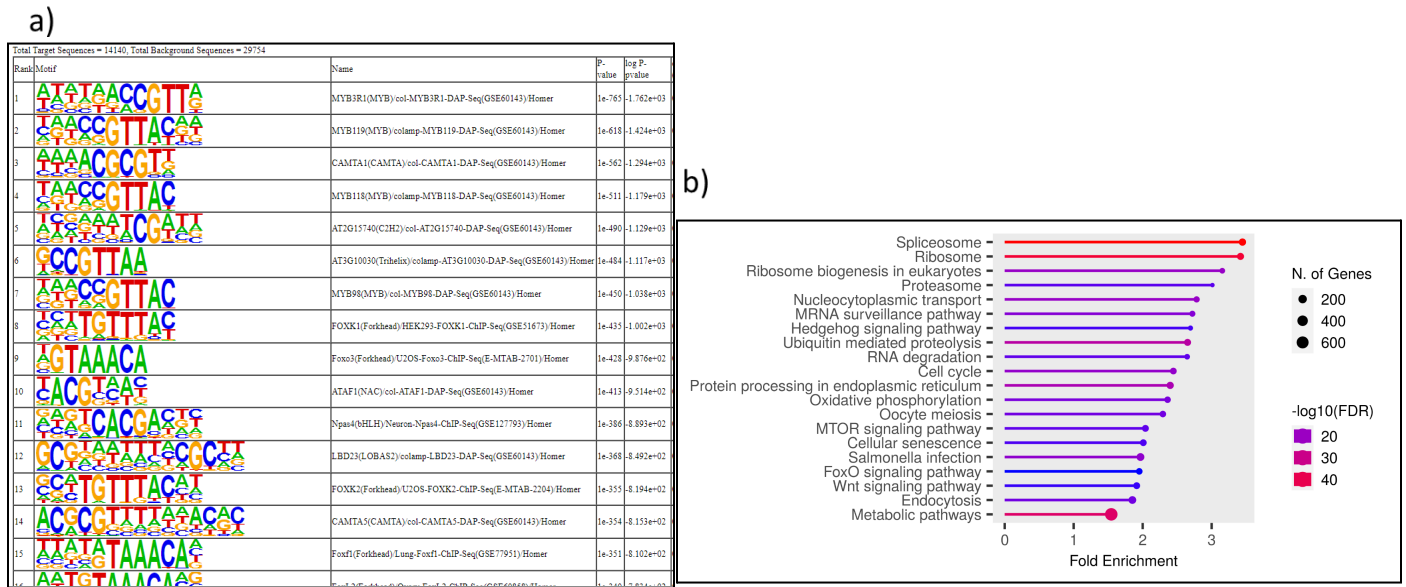 a)
Total Target Sequences = 14140, Total Background Sequences = 29754
Rank Motif Name P-value log P-pvalue
1 MYB3R1(MYB)/col-MYB3R1-DAP-Seq(GSE60143)/Homer 1e-765 -1.762e+03
2 MYB119(MYB)/colamp-MYB119-DAP-Seq(GSE60143)/Homer 1e-618 -1.424e+03
3 CAMTA1(CAMTA)/col-CAMTA1-DAP-Seq(GSE60143)/Homer 1e-562 -1.294e+03
4 MYB118(MYB)/colamp-MYB118-DAP-Seq(GSE60143)/Homer 1e-511 -1.179e+03
5 AT2G15740(C2H2)/col-AT2G15740-DAP-Seq(GSE60143)/Homer 1e-490 -1.129e+03
6 AT3G10030(Trihelix)/colamp-AT3G10030-DAP-Seq(GSE60143)/Homer 1e-484 -1.117e+03
7 MYB98(MYB)/col-MYB98-DAP-Seq(GSE60143)/Homer 1e-450 -1.038e+03
8 FOXK1(Forkhead)/HEK293-FOXK1-ChIP-Seq(GSE51673)/Homer 1e-435 -1.002e+03
9 Foxo3(Forkhead)/U2OS-Foxo3-ChIP-Seq(E-MTAB-2701)/Homer 1e-428 -9.876e+02
10 ATAF1(NAC)/col-ATAF1-DAP-Seq(GSE60143)/Homer 1e-413 -9.514e+02
11 Npas4(bHLH)/Neuron-Npas4-ChIP-Seq(GSE127793)/Homer 1e-386 -8.893e+02
12 LBD23(LOBAS2)/colamp-LBD23-DAP-Seq(GSE60143)/Homer 1e-368 -8.492e+02
13 FOXK2(Forkhead)/U2OS-FOXK2-ChIP-Seq(E-MTAB-2204)/Homer 1e-355 -8.194e+02
14 CAMTA5(CAMTA)/col-CAMTA5-DAP-Seq(GSE60143)/Homer 1e-354 -8.153e+02
15 Foxf1(Forkhead)/Lung-Foxf1-ChIP-Seq(GSE77951)/Homer 1e-351 -8.102e+02
b)
Spliceosome
Ribosome
Ribosome biogenesis in eukaryotes
Proteasome
Nucleocytoplasmic transport
MRNA surveillance pathway
Hedgehog signaling pathway
Ubiquitin mediated proteolysis
RNA degradation
Cell cycle
Protein processing in endoplasmic reticulum
Oxidative phosphorylation
Oocyte meiosis
MTOR signaling pathway
Cellular senescence
Salmonella infection
FoxO signaling pathway
Wnt signaling pathway
Endocytosis
Metabolic pathways
0 1 2 3
Fold Enrichment
N. of Genes
200
400
600
-log10(FDR)
20
30
40